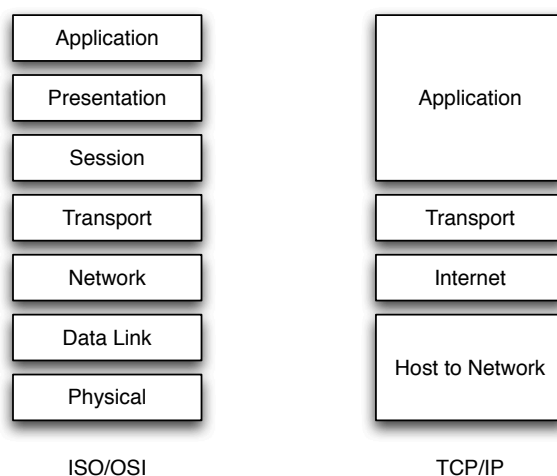 Application
Presentation
Session
Transport
Network
Data Link
Physical
ISO/OSI
Application
Transport
Internet
Host to Network
TCP/IP